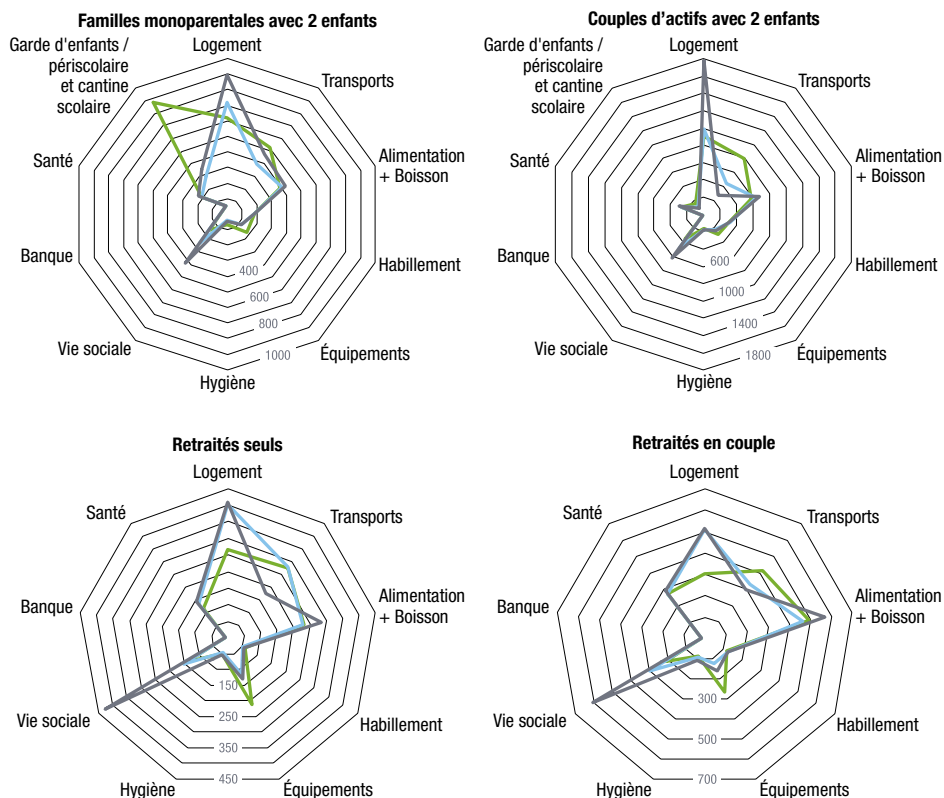 Familles monoparentales avec 2 enfants
Garde d'enfants /
périscolaire
et cantine
scolaire
Logement
Transports
Santé
Alimentation
+ Boisson
Banque
Habillement
Vie sociale
Équipements
Hygiène
400
600
800
1000
Couples d’actifs avec 2 enfants
Garde d'enfants /
périscolaire
et cantine
scolaire
Logement
Transports
Santé
Alimentation
+ Boisson
Banque
Habillement
Vie sociale
Équipements
Hygiène
600
1000
1400
1800
Retraités seuls
Logement
Santé
Transports
Banque
Alimentation
+ Boisson
Vie sociale
Habillement
Hygiène
Équipements
150
250
350
450
Retraités en couple
Logement
Santé
Transports
Banque
Alimentation
+ Boisson
Vie sociale
Habillement
Hygiène
Équipements
300
500
700